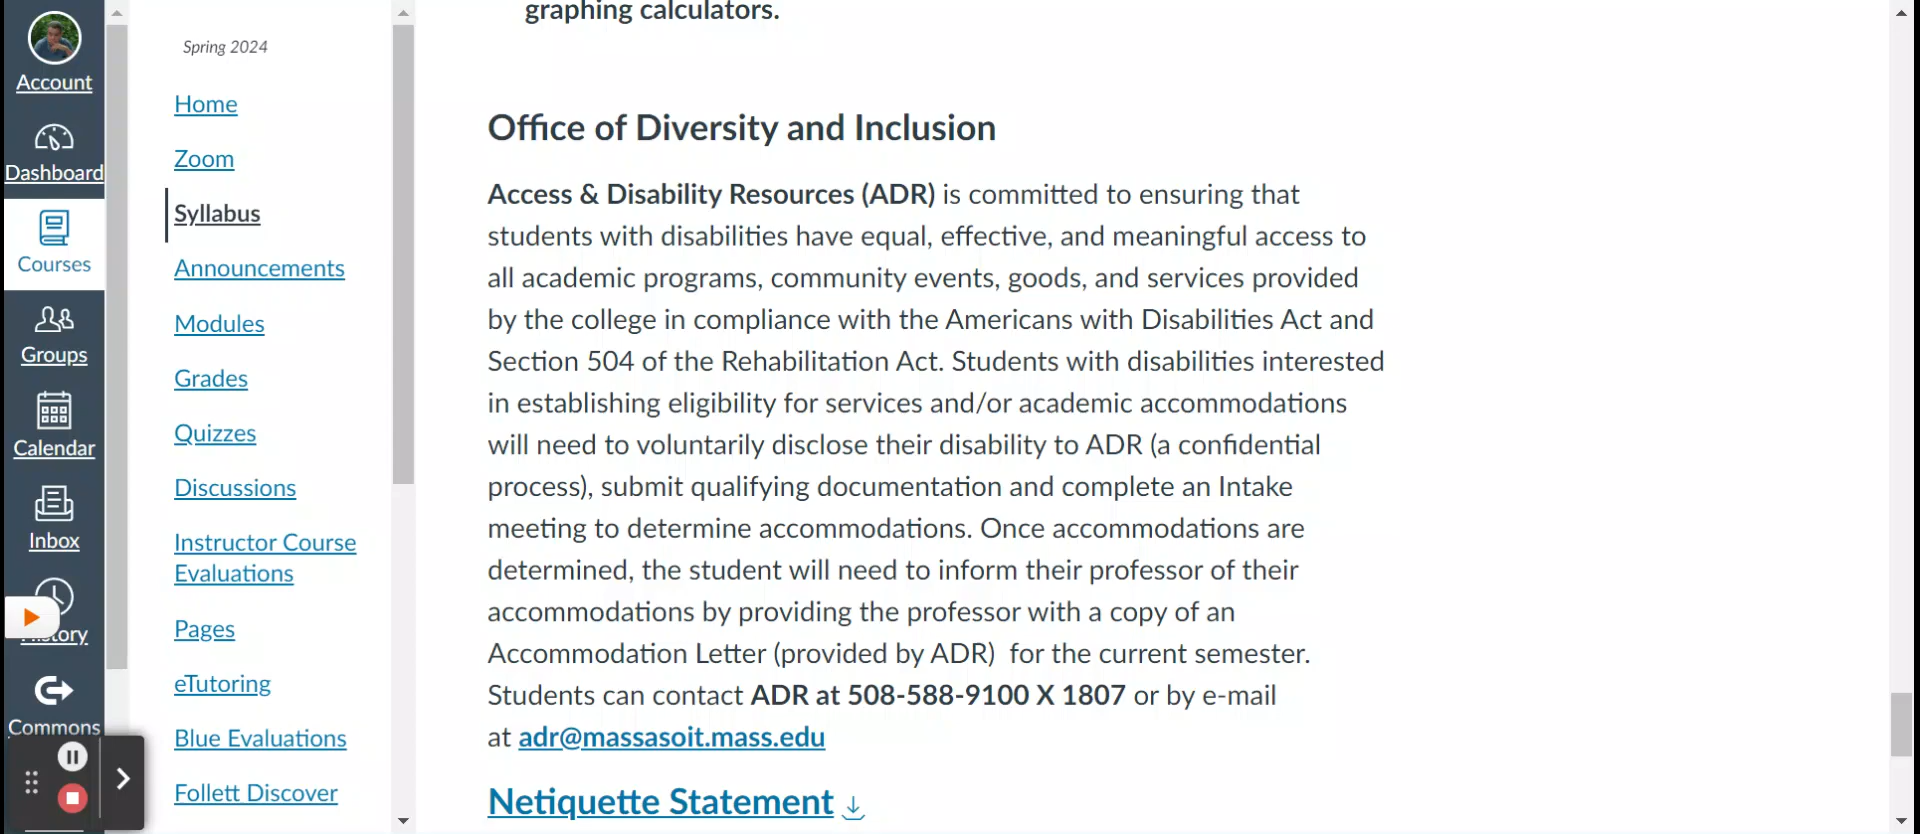 Account
Dashboard
Courses
Groups
Calendar
Inbox
History
Commons
Spring 2024
Home
Zoom
Syllabus
Announcements
Modules
Grades
Quizzes
Discussions
Instructor Course
Evaluations
Pages
eTutoring
Blue Evaluations
Follett Discover
graphing calculators.
Office of Diversity and Inclusion
Access & Disability Resources (ADR) is committed to ensuring that
students with disabilities have equal, effective, and meaningful access to
all academic programs, community events, goods, and services provided
by the college in compliance with the Americans with Disabilities Act and
Section 504 of the Rehabilitation Act. Students with disabilities interested
in establishing eligibility for services and/or academic accommodations
will need to voluntarily disclose their disability to ADR (a confidential
process), submit qualifying documentation and complete an Intake
meeting to determine accommodations. Once accommodations are
determined, the student will need to inform their professor of their
accommodations by providing the professor with a copy of an
Accommodation Letter (provided by ADR)  for the current semester.
Students can contact ADR at 508-588-9100 X 1807 or by e-mail
at adr@massasoit.mass.edu
Netiquette Statement